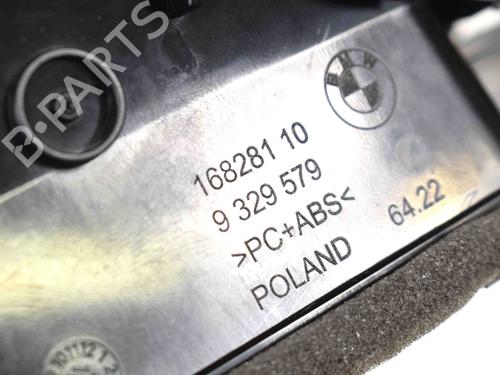 B-PARTS
BMW
168281 10
9 329 579
>PC+ABS<
64.22
POLAND